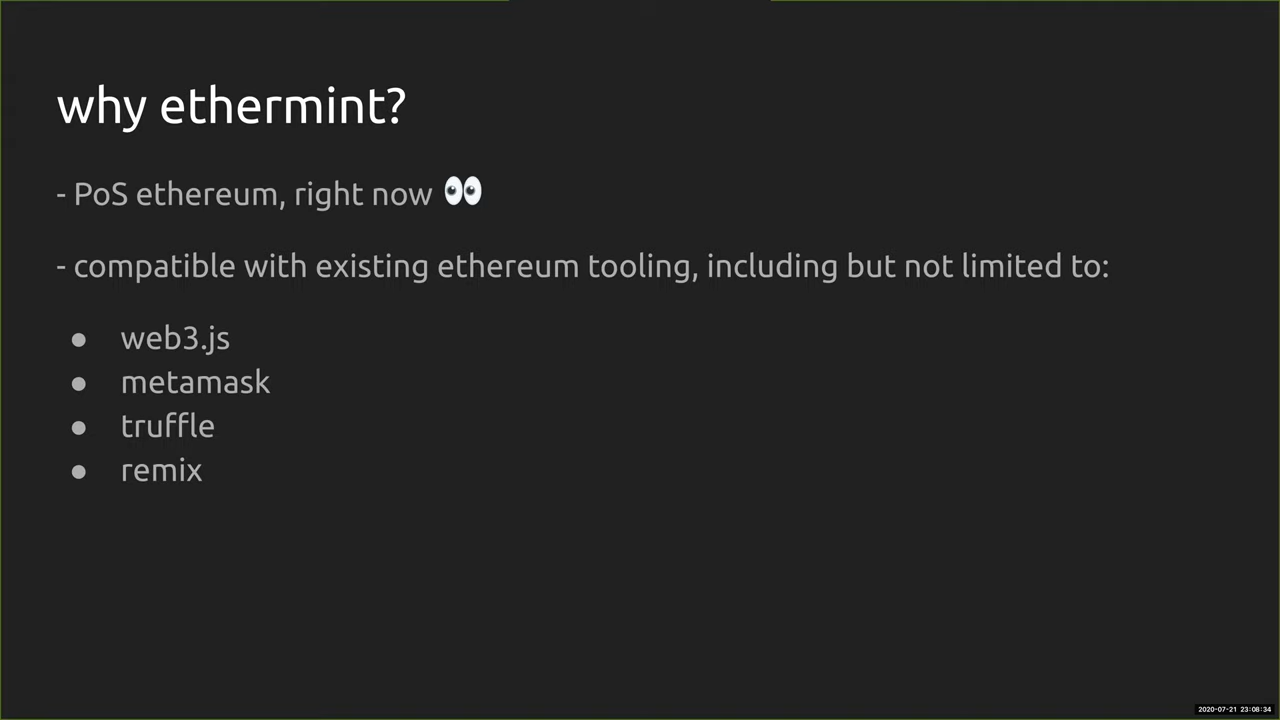 why ethermint?
- PoS ethereum, right now 👀
- compatible with existing ethereum tooling, including but not limited to:
● web3.js
● metamask
● truffle
● remix
2020-07-21 23:08:34